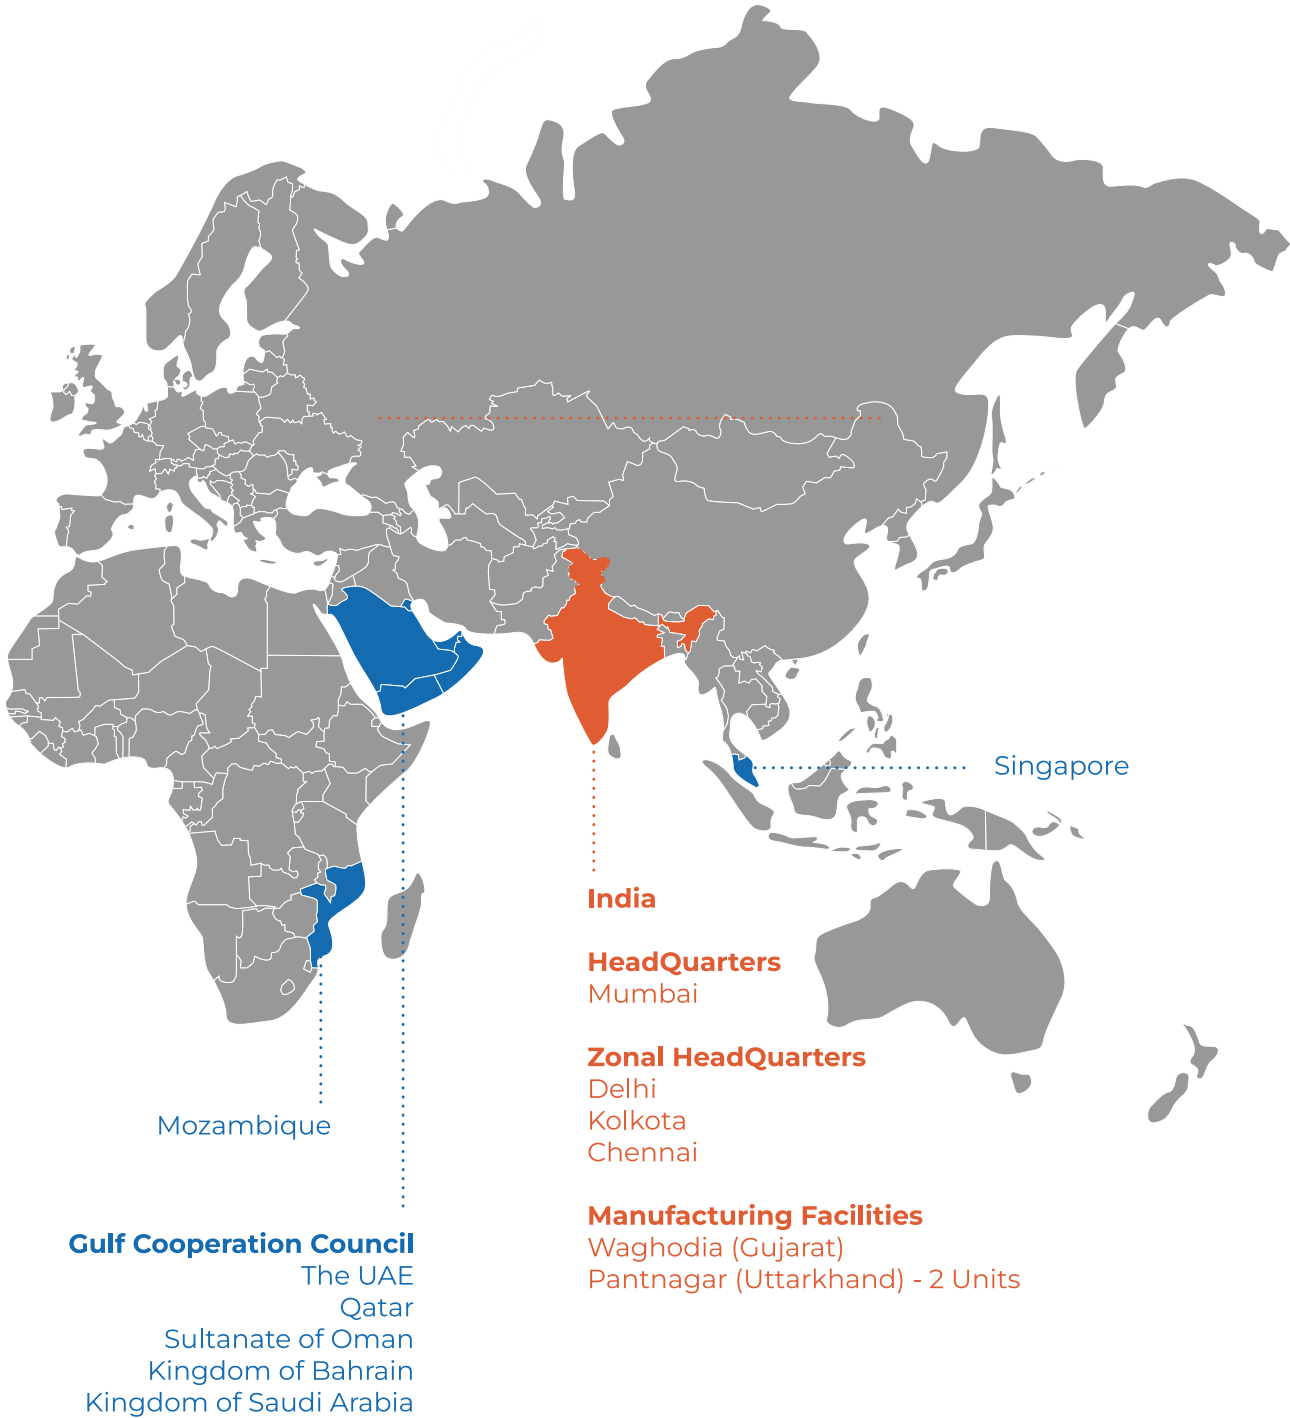 Singapore
India
HeadQuarters
Mumbai
Zonal HeadQuarters
Delhi
Kolkota
Chennai
Manufacturing Facilities
Waghodia (Gujarat)
Pantnagar (Uttarkhand) - 2 Units
Mozambique
Gulf Cooperation Council
The UAE
Qatar
Sultanate of Oman
Kingdom of Bahrain
Kingdom of Saudi Arabia